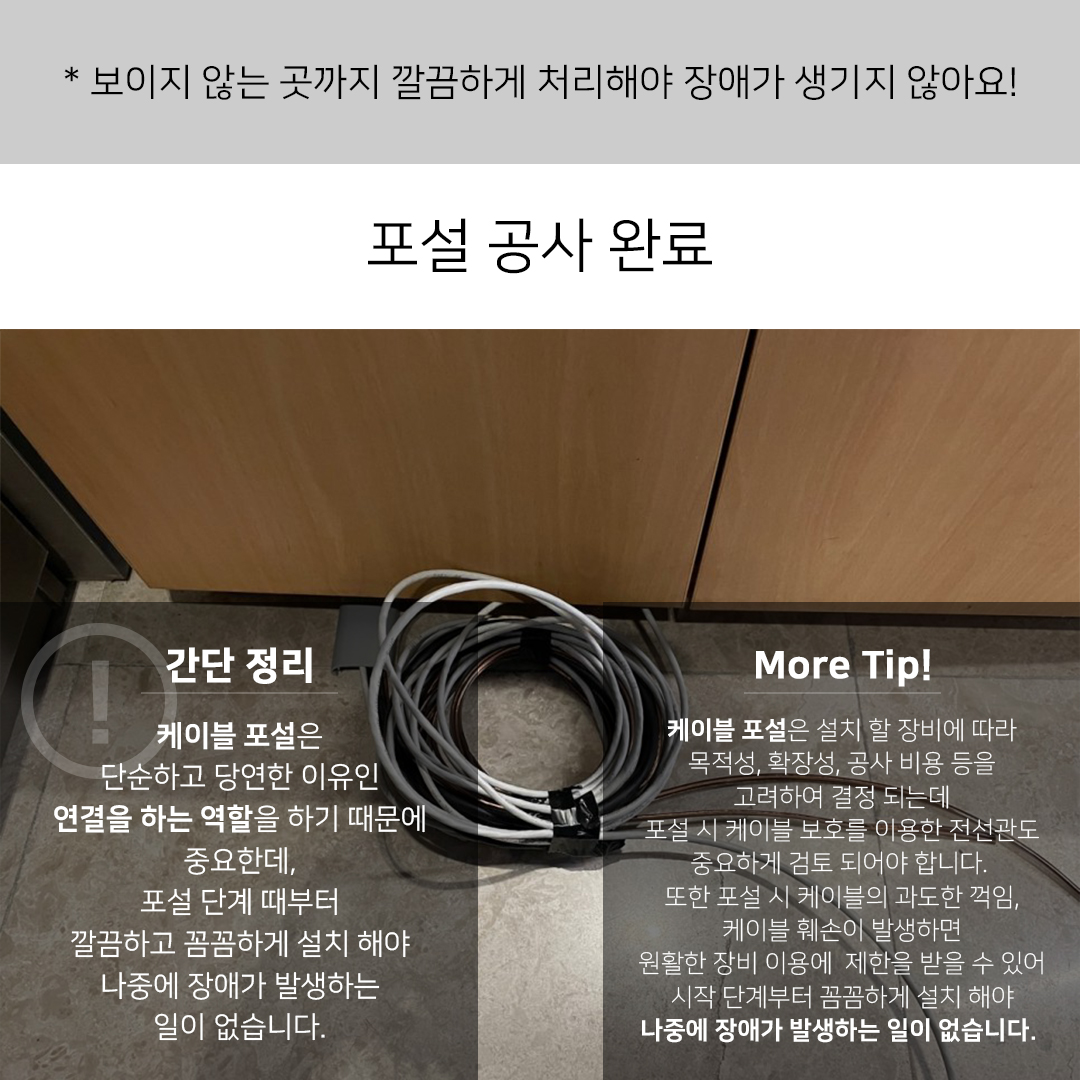 * 보이지 않는 곳까지 깔끔하게 처리해야 장애가 생기지 않아요!
포설 공사 완료
간단 정리
케이블 포설은
단순하고 당연한 이유인
연결을 하는 역할을 하기 때문에
중요한데,
포설 단계 때부터
깔끔하고 꼼꼼하게 설치 해야
나중에 장애가 발생하는
일이 없습니다.
More Tip!
케이블 포설은 설치 할 장비에 따라
목적성, 확장성, 공사 비용 등을
고려하여 결정 되는데
포설 시 케이블 보호를 이용한 전선관도
중요하게 검토 되어야 합니다.
또한 포설 시 케이블의 과도한 꺽임,
케이블 훼손이 발생하면
원활한 장비 이용에 제한을 받을 수 있어
시작 단계부터 꼼꼼하게 설치 해야
나중에 장애가 발생하는 일이 없습니다.